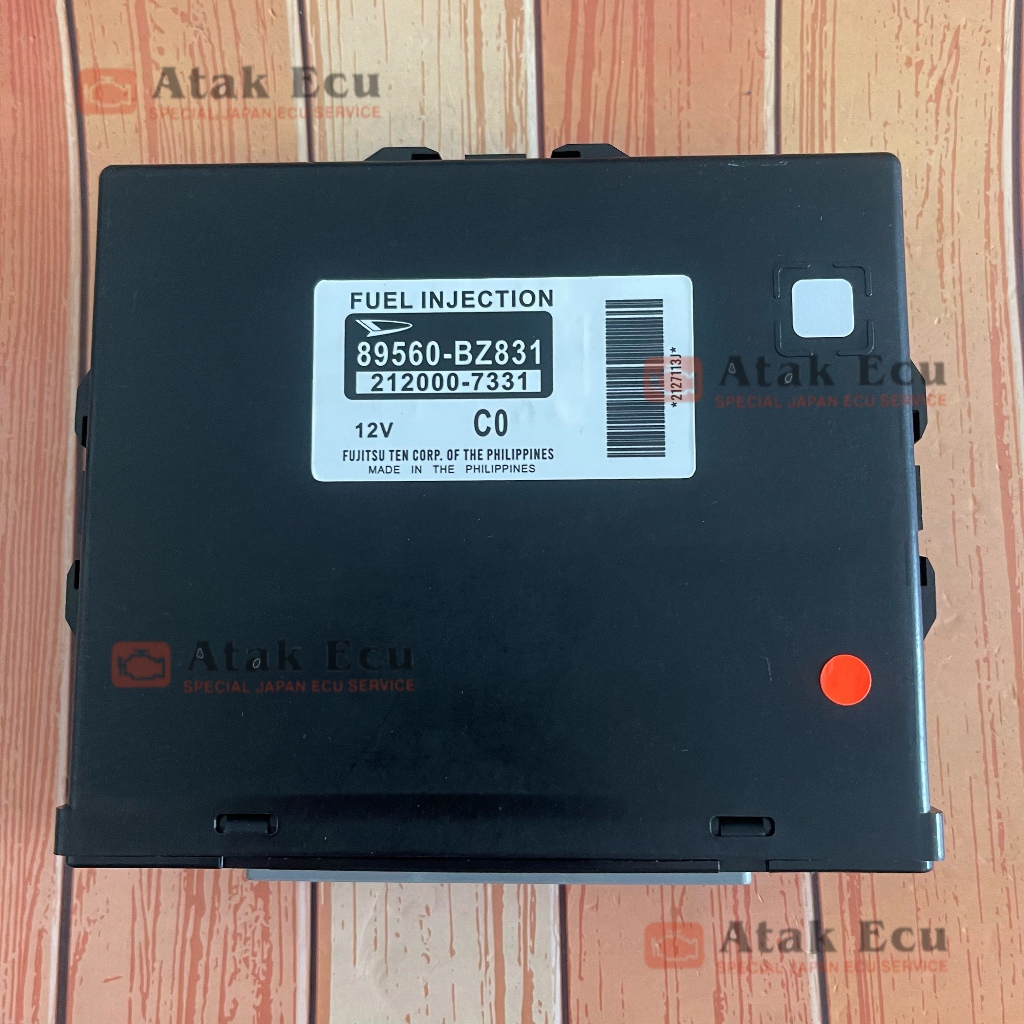 Atak Ecu
SPECIAL JAPAN ECU SERVICE
FUEL INJECTION
89560-BZ831
212000-7331
12V C0
FUJITSU TEN CORP. OF THE PHILIPPINES
MADE IN THE PHILIPPINES
*2127113J*
Atak Ecu
SPECIAL JAPAN ECU SERVICE
Atak Ecu
SPECIAL JAPAN ECU SERVICE
Atak Ecu
SPECIAL JAPAN ECU SERVICE